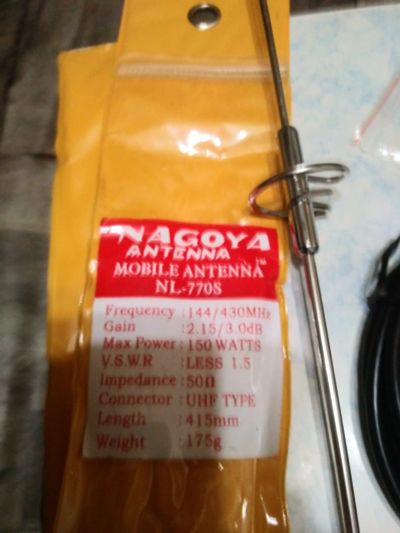 NAGOYA
ANTENNA ™
MOBILE ANTENNA
NL-770S
Frequency : 144/430MHz
Gain : 2.15/3.0dB
Max Power : 150 WATTS
V.S.W.R : LESS 1.5
Impedance : 50Ω
Connector : UHF TYPE
Length : 415mm
Weight : 175g